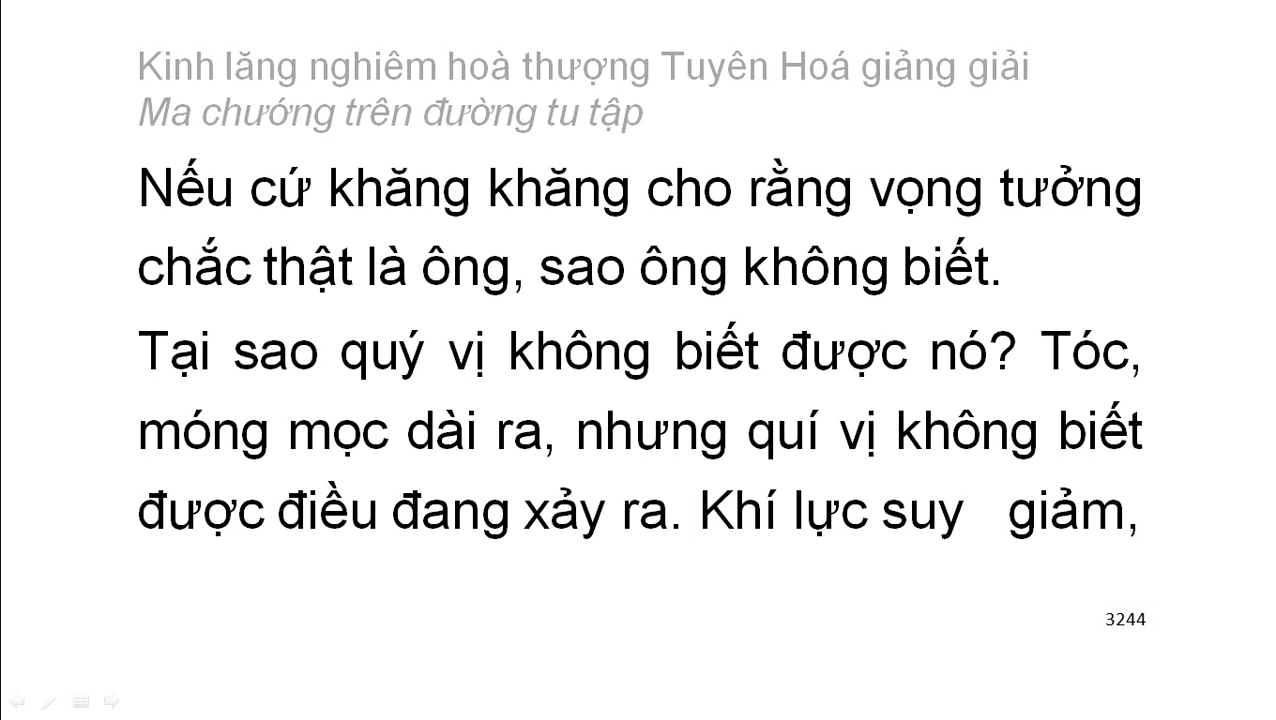 Kinh lăng nghiêm hoà thượng Tuyên Hoá giảng giải
Ma chướng trên đường tu tập
Nếu cứ khăng khăng cho rằng vọng tưởng
chắc thật là ông, sao ông không biết.
Tại sao quý vị không biết được nó? Tóc,
móng mọc dài ra, nhưng quí vị không biết
được điều đang xảy ra. Khí lực suy giảm,
3244